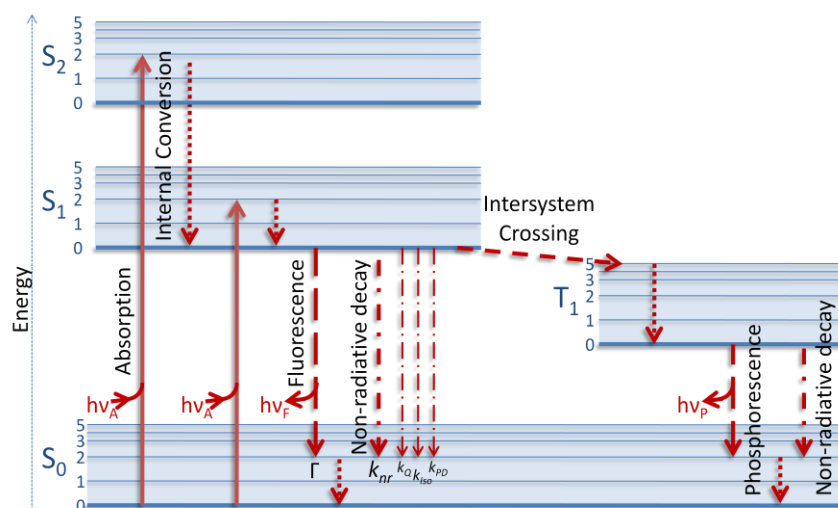 Energy
S2
5
3
2
1
0
S1
5
3
2
1
0
S0
5
3
2
1
0
T1
5
3
2
1
0
Absorption
Internal Conversion
Fluorescence
Non-radiative decay
Intersystem
Crossing
Phosphorescence
Non-radiative decay
hνA
hνA
hνF
hνP
Γ
knr
kQ
kiso
kPD